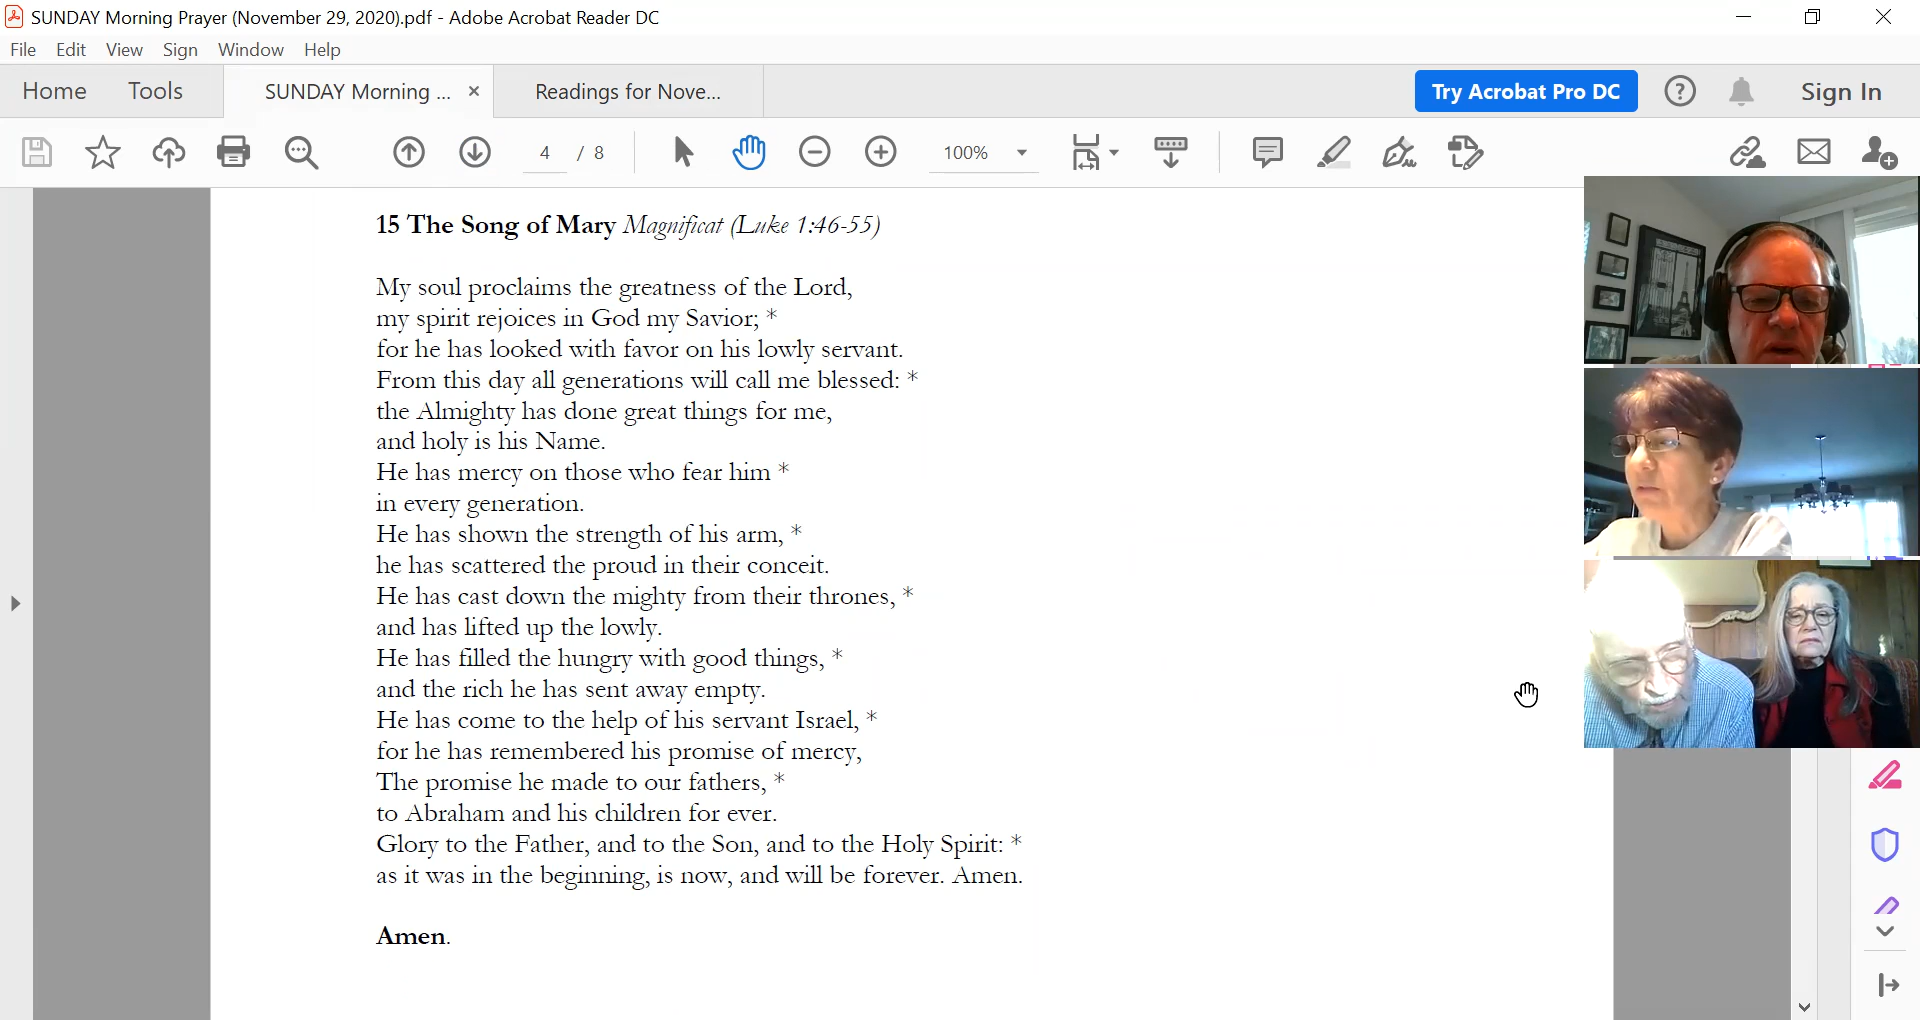 SUNDAY Morning Prayer (November 29, 2020).pdf - Adobe Acrobat Reader DC
File Edit View Sign Window Help
Home Tools SUNDAY Morning ... × Readings for Nove... Try Acrobat Pro DC ? Sign In
4 / 8 100%
15 The Song of Mary Magnificat (Luke 1:46-55)
My soul proclaims the greatness of the Lord,
my spirit rejoices in God my Savior; *
for he has looked with favor on his lowly servant.
From this day all generations will call me blessed: *
the Almighty has done great things for me,
and holy is his Name.
He has mercy on those who fear him *
in every generation.
He has shown the strength of his arm, *
he has scattered the proud in their conceit.
He has cast down the mighty from their thrones, *
and has lifted up the lowly.
He has filled the hungry with good things, *
and the rich he has sent away empty.
He has come to the help of his servant Israel, *
for he has remembered his promise of mercy,
The promise he made to our fathers, *
to Abraham and his children for ever.
Glory to the Father, and to the Son, and to the Holy Spirit: *
as it was in the beginning, is now, and will be forever. Amen.
Amen.